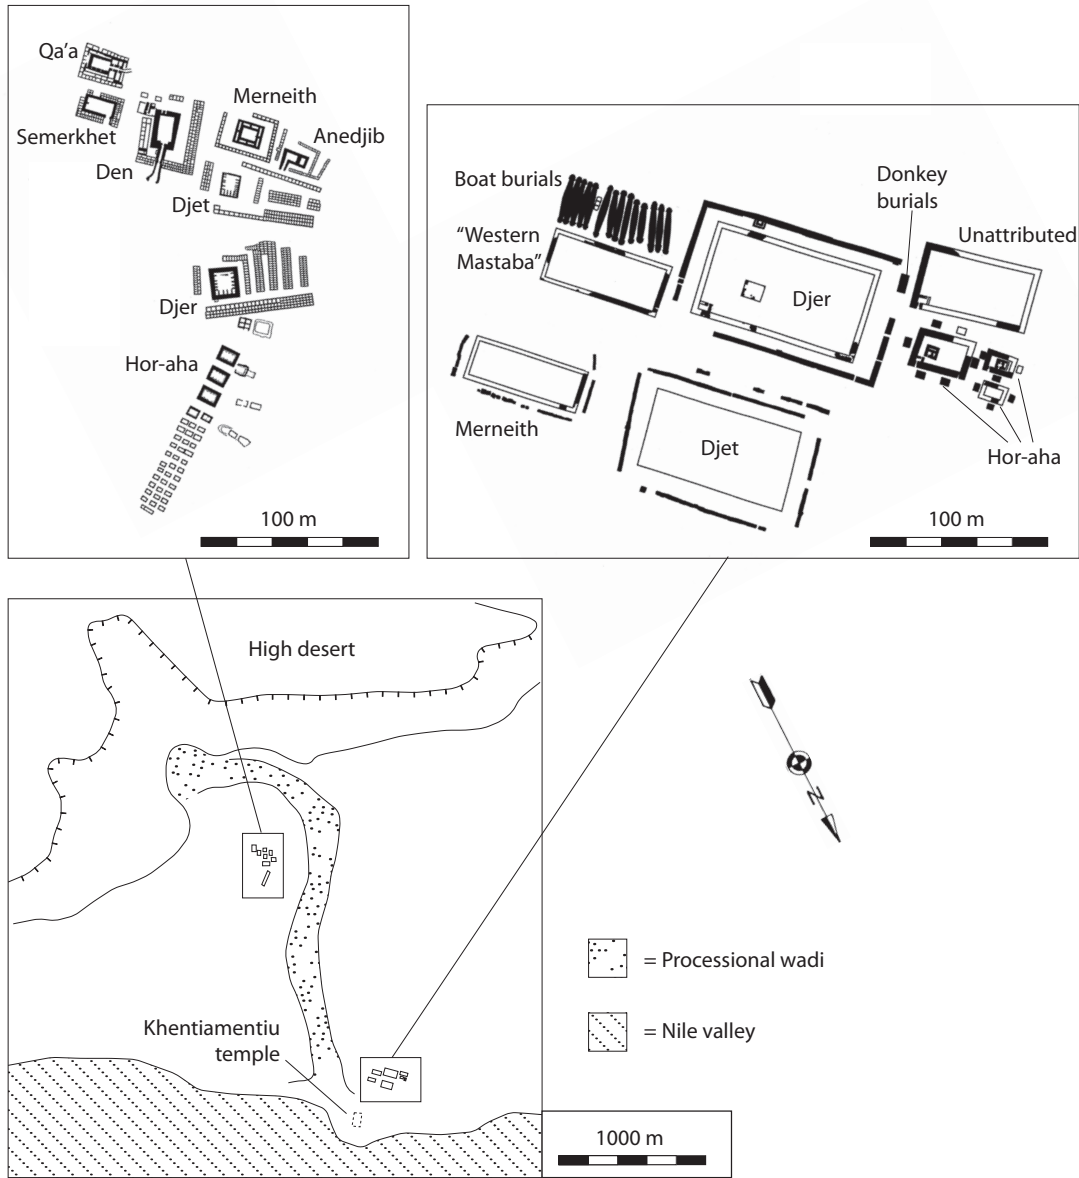 Qa'a
Semerkhet
Den
Merneith
Anedjib
Djet
Djer
Hor-aha
100 m
Boat burials
“Western
Mastaba”
Donkey
burials
Unattributed
Djer
Merneith
Djet
Hor-aha
100 m
High desert
Khentiamentiu
temple
N
= Processional wadi
= Nile valley
1000 m